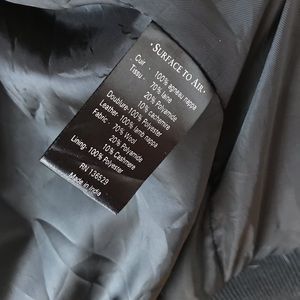 · SURFACE TO AIR ·
Cuir : 100% agneau nappa
Tissu : 70% laine
20% Polyamide
10% cachemire
Doublure: 100% Polyester
Leather: 100% lamb nappa
Fabric : 70% Wool
20% Polyamide
10% Cashmere
Lining: 100% Polyester
RN 136529
Made in India